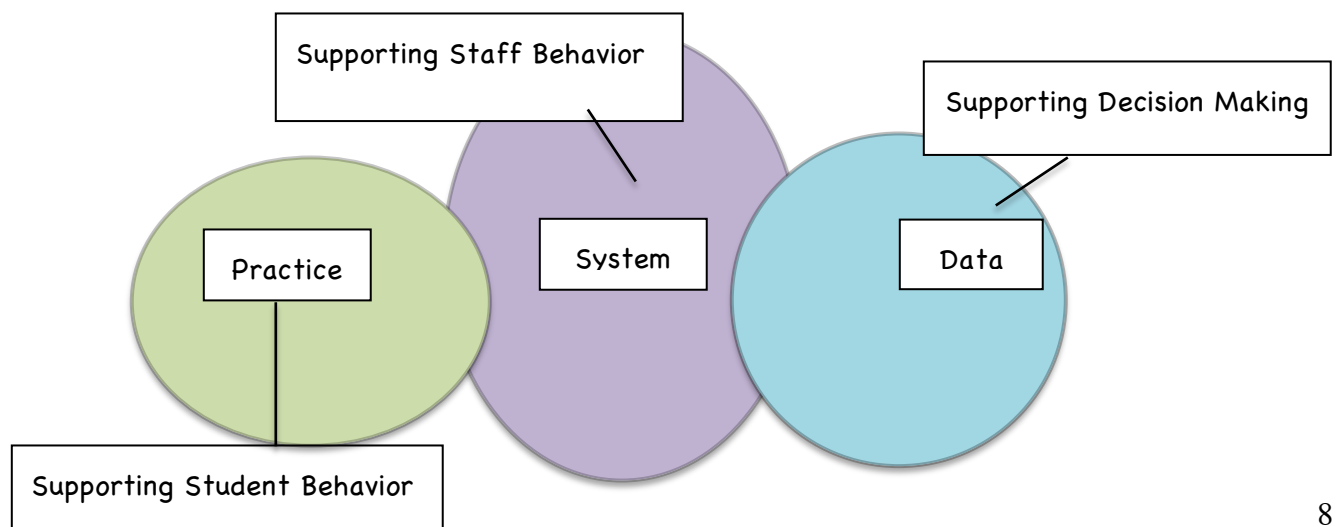 Supporting Staff Behavior
Supporting Decision Making
Practice
System
Data
Supporting Student Behavior
8